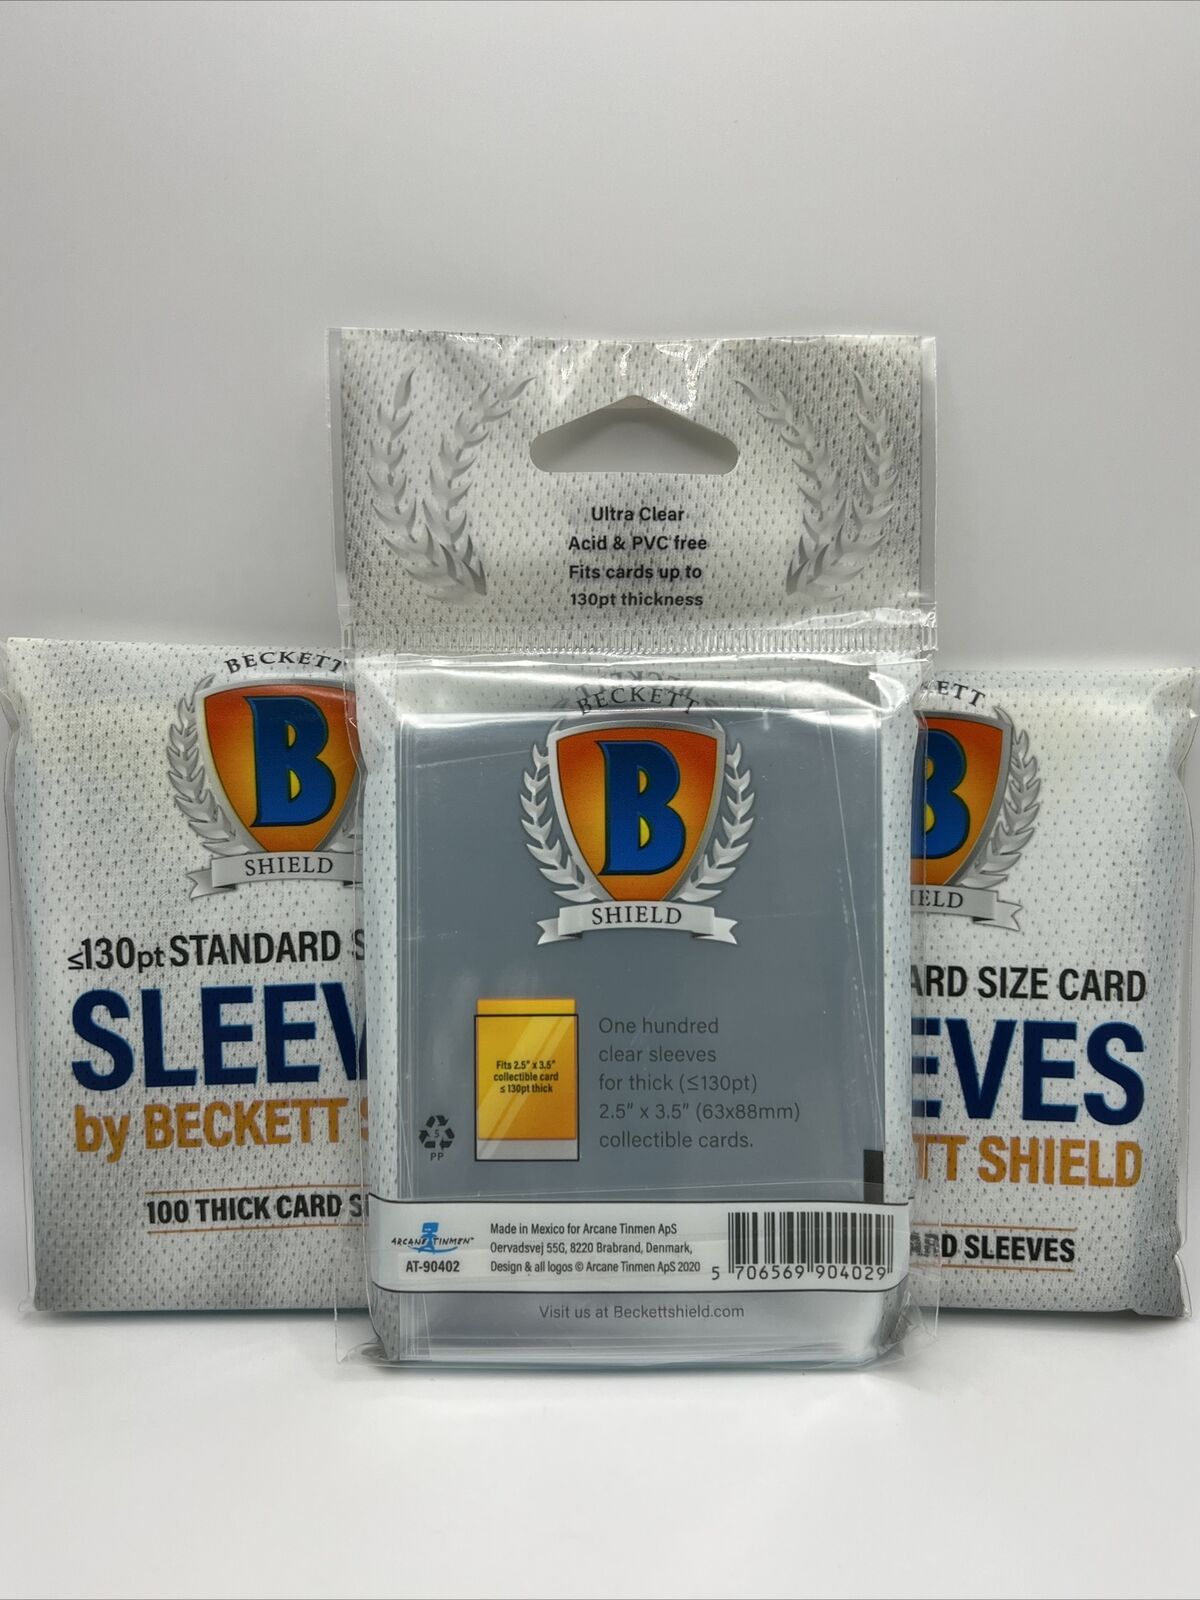 Ultra Clear
Acid & PVC free
Fits cards up to
130pt thickness
BECKETT
B
SHIELD
Fits 2.5" x 3.5"
collectible card
≤ 130pt thick
One hundred
clear sleeves
for thick (≤130pt)
2.5" x 3.5" (63x88mm)
collectible cards.
5
PP
ARCANE TINMEN™
AT-90402
Made in Mexico for Arcane Tinmen ApS
Oervadsvej 55G, 8220 Brabrand, Denmark,
Design & all logos © Arcane Tinmen ApS 2020
5 706569 904029
Visit us at Beckettshield.com
BECKETT
B
SHIELD
≤130pt STANDARD S
SLEEV
by BECKETT S
100 THICK CARD S
ETT
B
IELD
ARD SIZE CARD
EVES
TT SHIELD
ARD SLEEVES